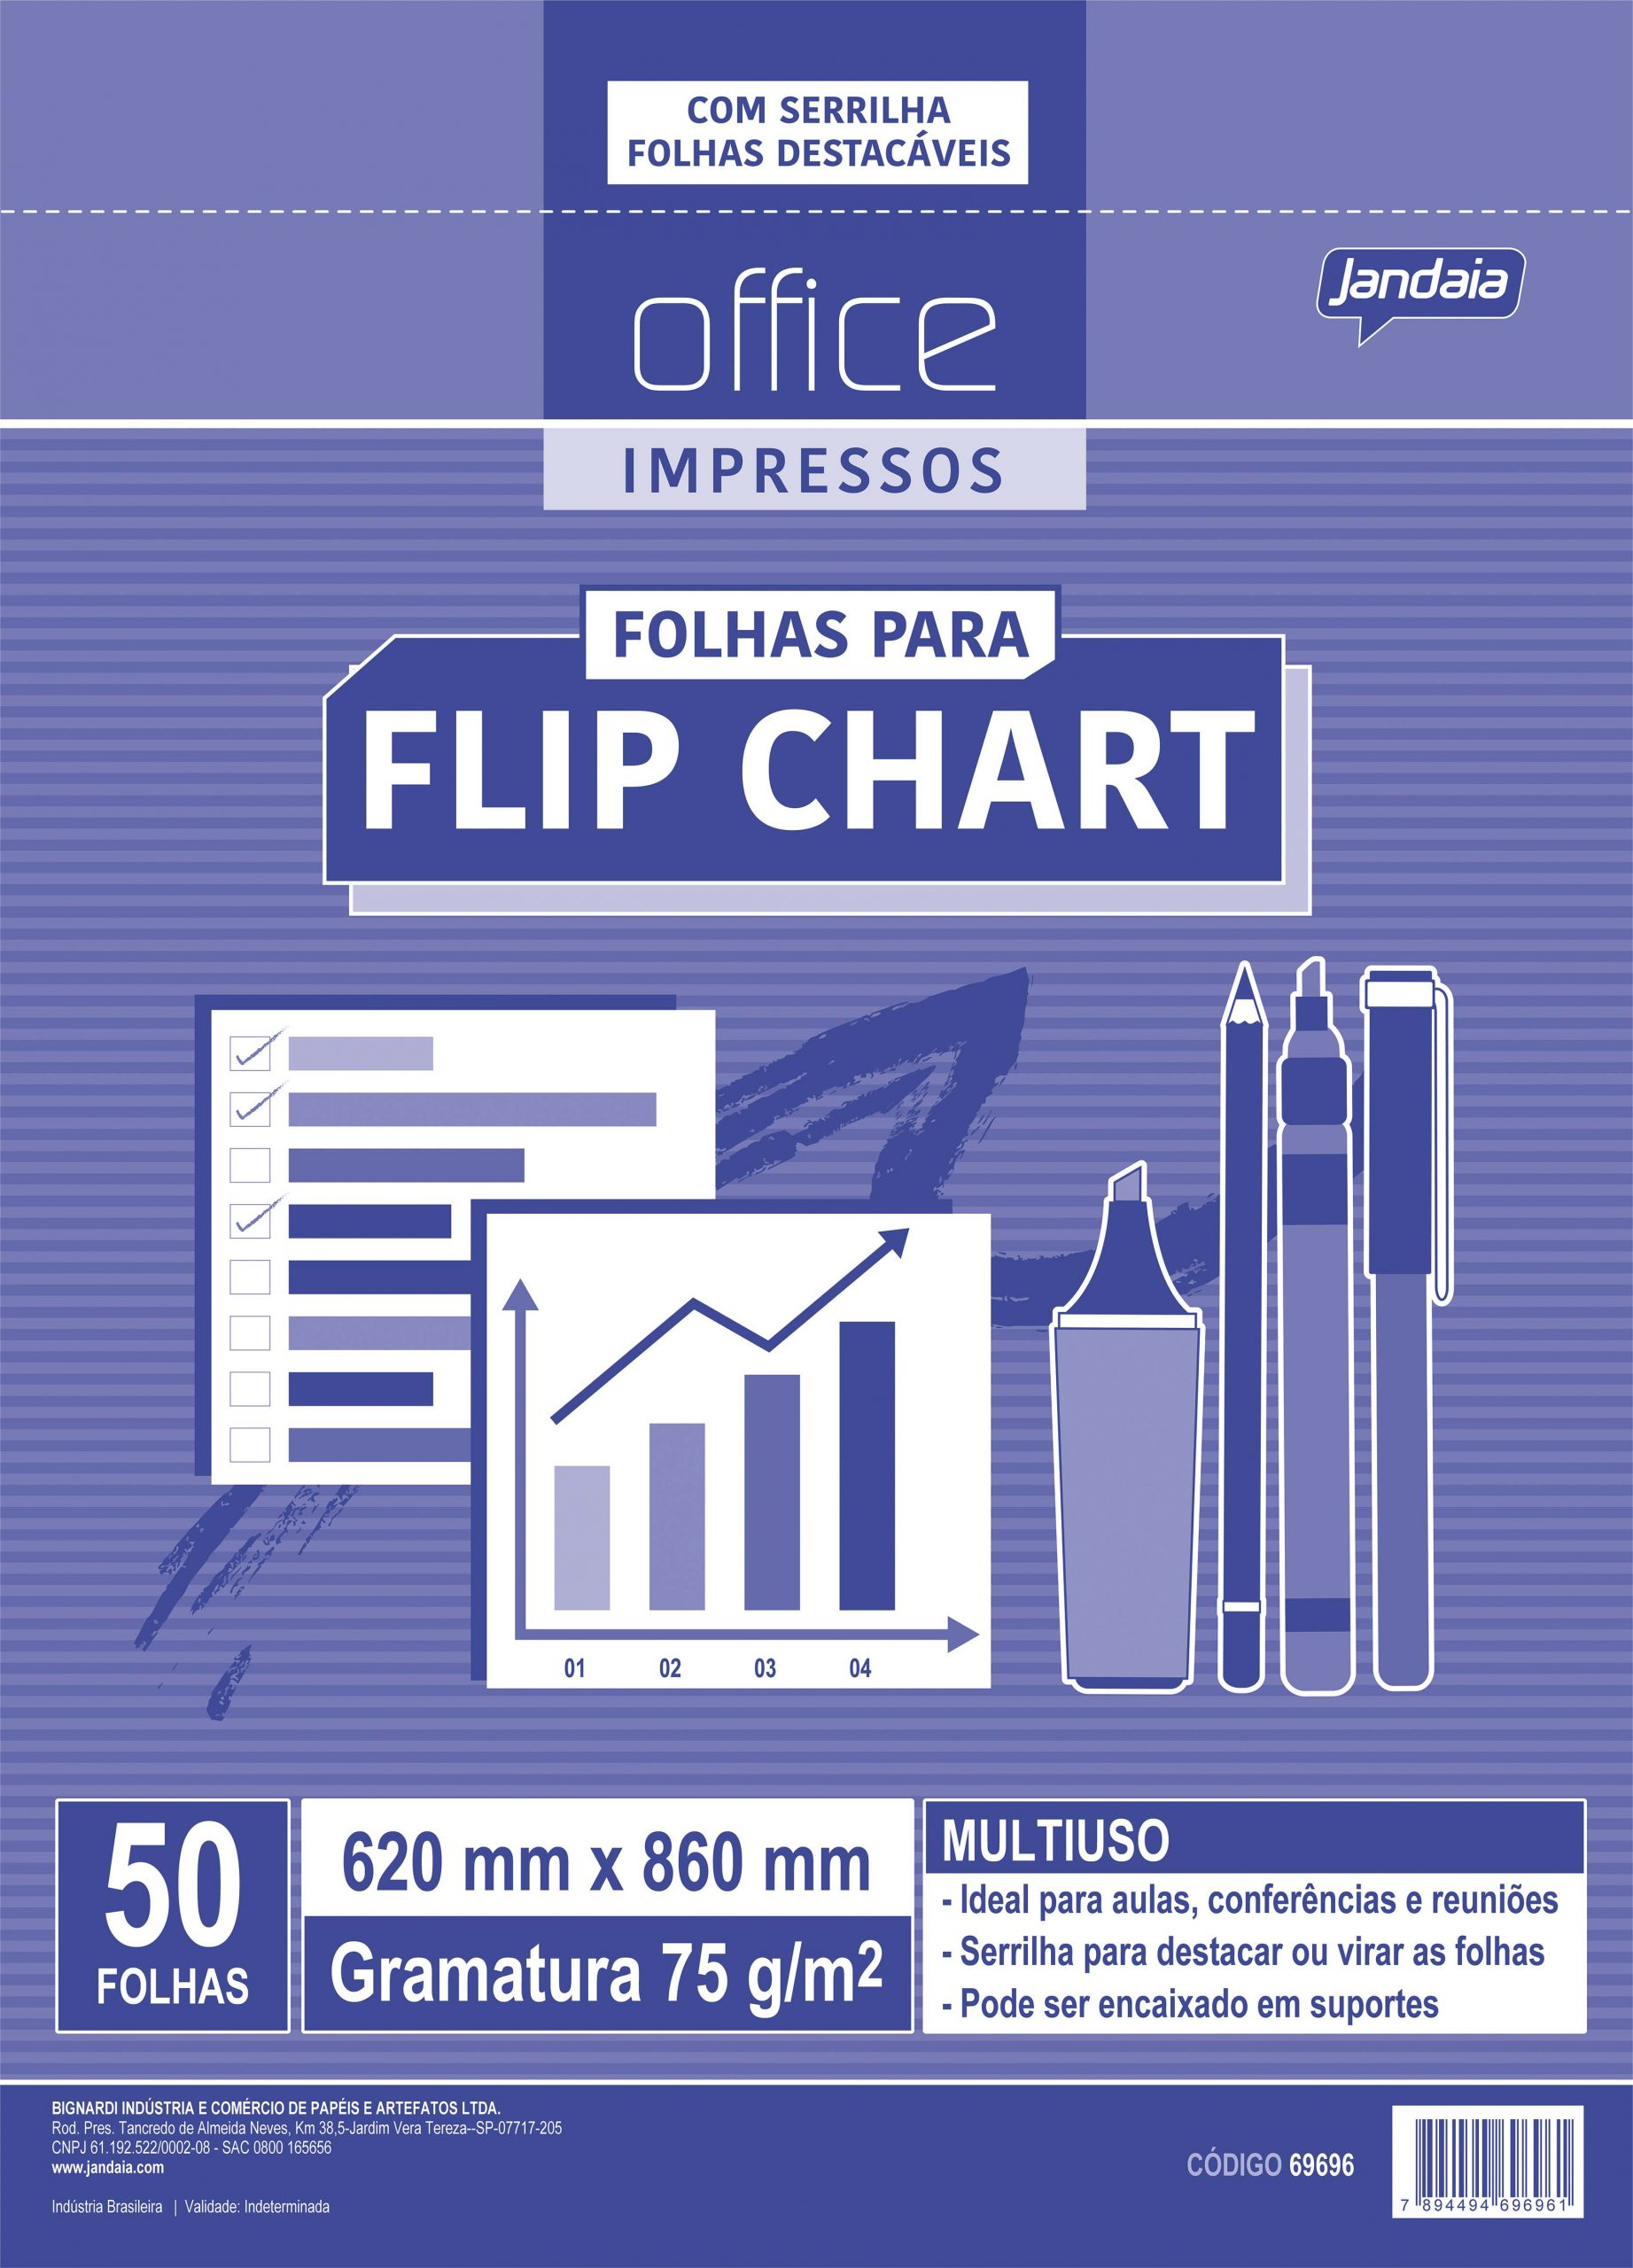 COM SERRILHA
FOLHAS DESTACÁVEIS
office
Jandaia
IMPRESSOS
FOLHAS PARA
FLIP CHART
01 02 03 04
50
FOLHAS
620 mm x 860 mm
Gramatura 75 g/m2
MULTIUSO
- Ideal para aulas, conferências e reuniões
- Serrilha para destacar ou virar as folhas
- Pode ser encaixado em suportes
BIGNARDI INDÚSTRIA E COMÉRCIO DE PAPÉIS E ARTEFATOS LTDA.
Rod. Pres. Tancredo de Almeida Neves, Km 38,5-Jardim Vera Tereza--SP-07717-205
CNPJ 61.192.522/0002-08 - SAC 0800 165656
www.jandaia.com
Indústria Brasileira | Validade: Indeterminada
CÓDIGO 69696
7 894494 696961